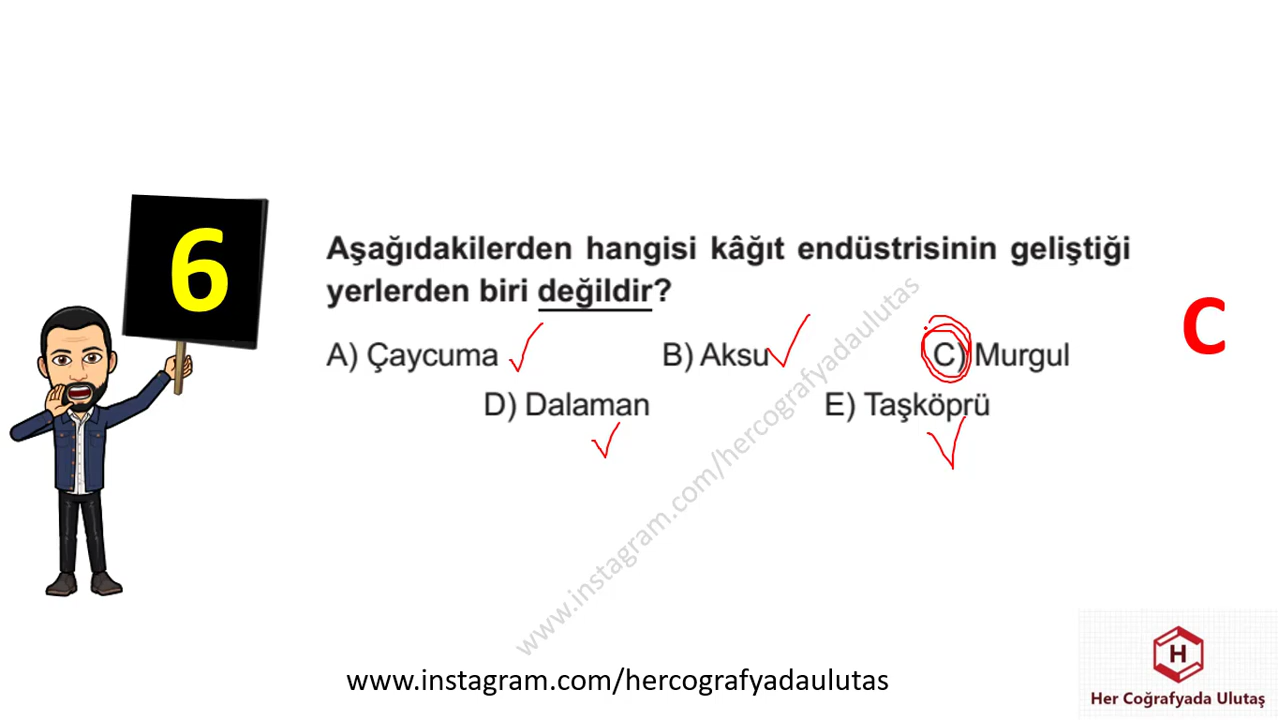 6
Aşağıdakilerden hangisi kâğıt endüstrisinin geliştiği
yerlerden biri değildir?
A) Çaycuma B) Aksu C) Murgul
D) Dalaman E) Taşköprü
C
www.instagram.com/hercografyadaulutas
www.instagram.com/hercografyadaulutas
H
Her Coğrafyada Ulutaş